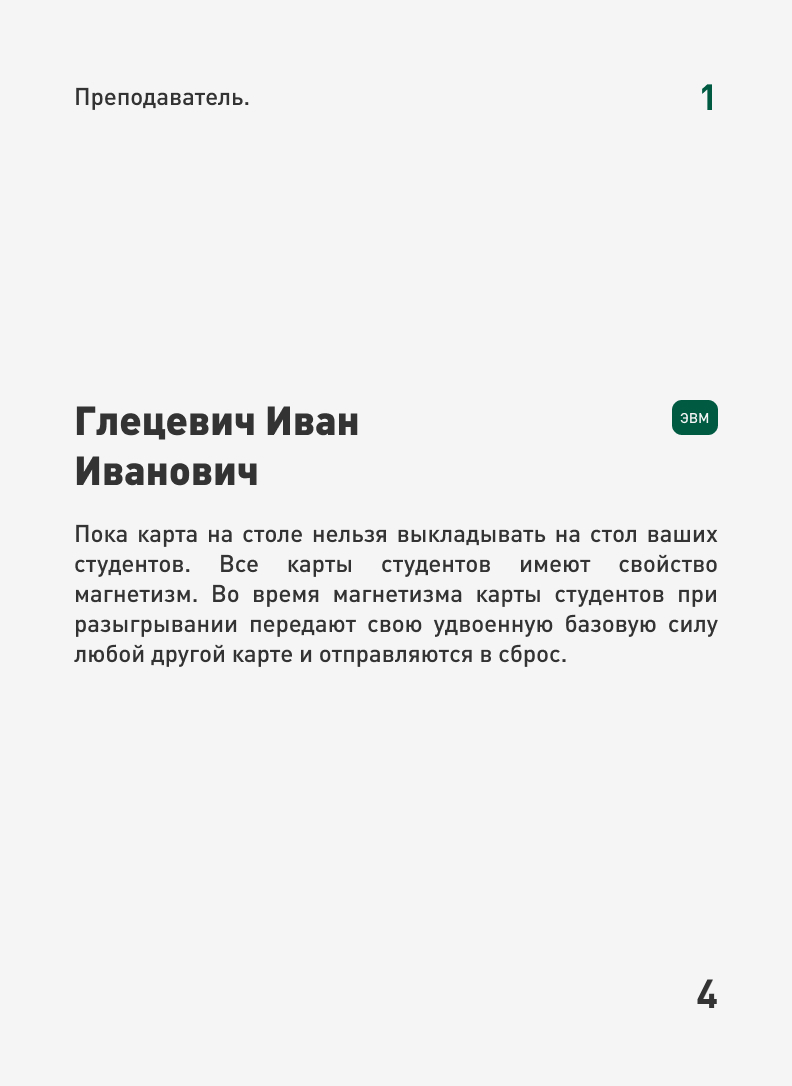 Преподаватель.
1
Глецевич Иван
Иванович
ЭВМ
Пока карта на столе нельзя выкладывать на стол ваших
студентов. Все карты студентов имеют свойство
магнетизм. Во время магнетизма карты студентов при
разыгрывании передают свою удвоенную базовую силу
любой другой карте и отправляются в сброс.
4